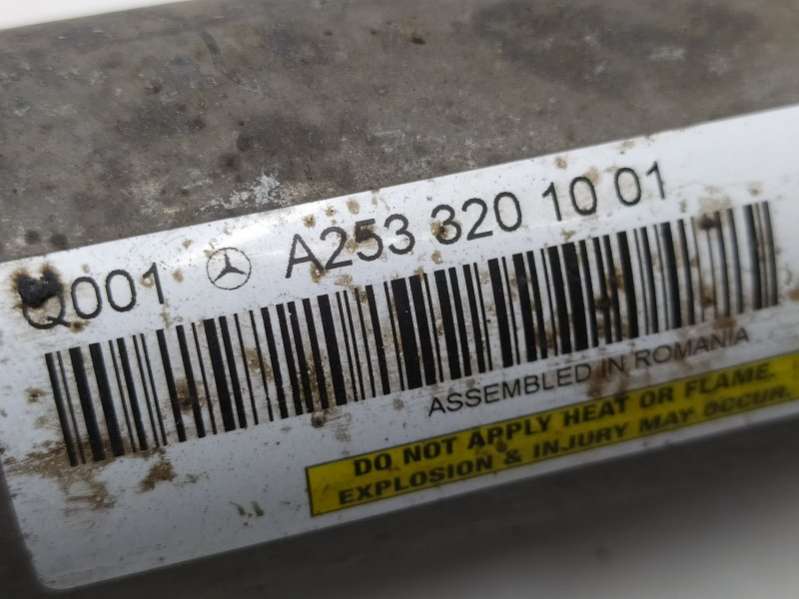 Q001 A253 320 10 01
ASSEMBLED IN ROMANIA
DO NOT APPLY HEAT OR FLAME.
EXPLOSION & INJURY MAY OCCUR.